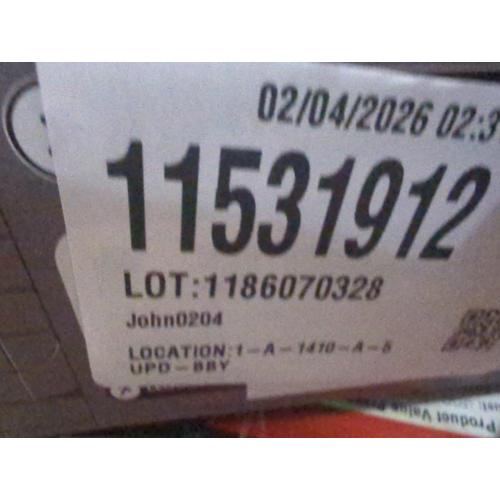 02/04/2026 02:3
11531912
LOT:1186070328
John0204
LOCATION:1-A-1410-A-5
UPD-BBY
Product Value